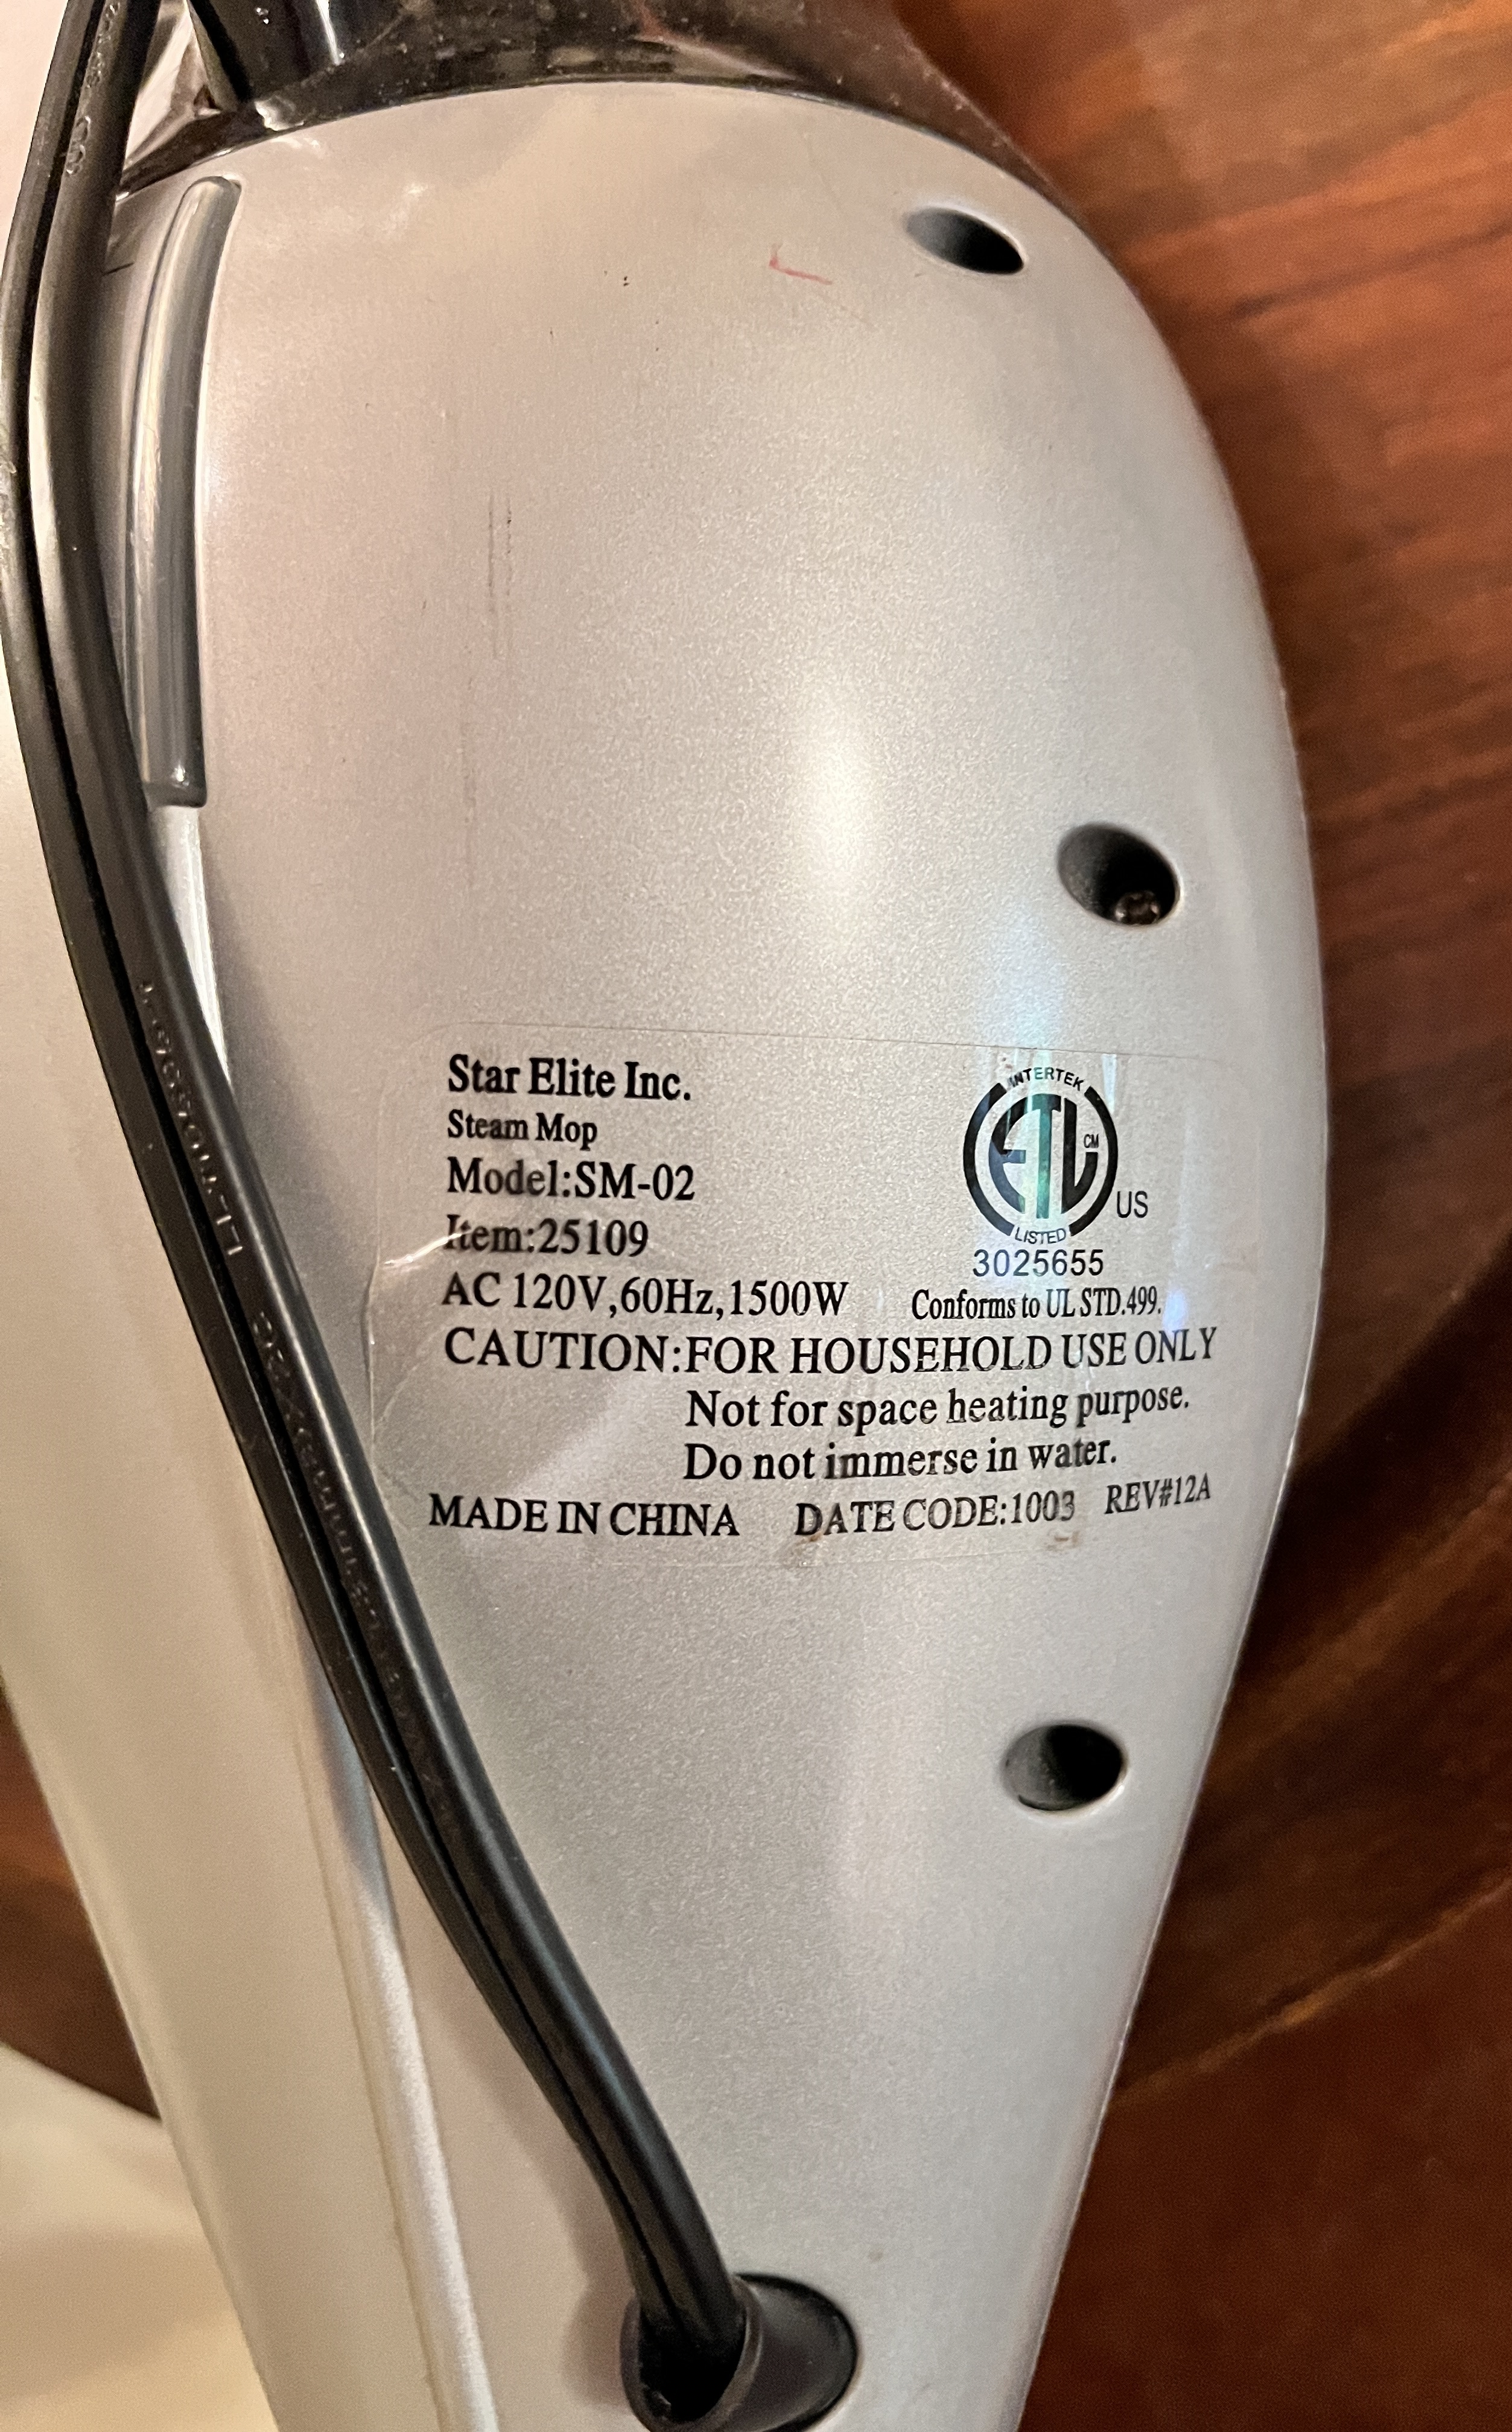 Star Elite Inc.
Steam Mop
Model:SM-02
Item:25109
AC 120V,60Hz,1500W
INTERTEK
ETL CM
US
LISTED
3025655
Conforms to UL STD.499.
CAUTION:FOR HOUSEHOLD USE ONLY
Not for space heating purpose.
Do not immerse in water.
MADE IN CHINA DATE CODE:1003 REV#12A